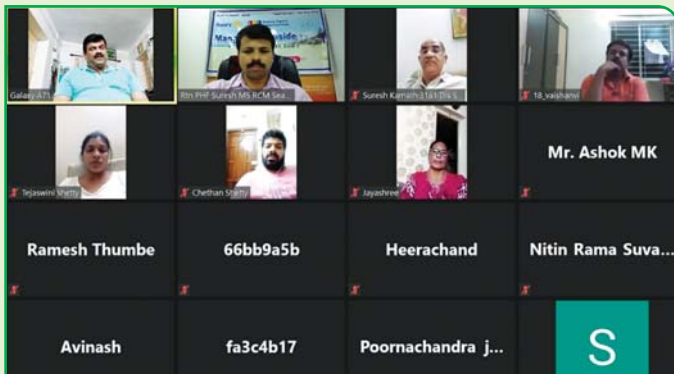 Galaxy A71
Rtn PHF Suresh MS RCM Sea...
Suresh Kamath 3181 Dis S...
18_vaishanvi
Tejaswini Shetty
Chethan Shetty
Jayashree
Mr. Ashok MK
Ramesh Thumbe
66bb9a5b
Heerachand
Nitin Rama Suva...
Avinash
fa3c4b17
Poornachandra j...
S